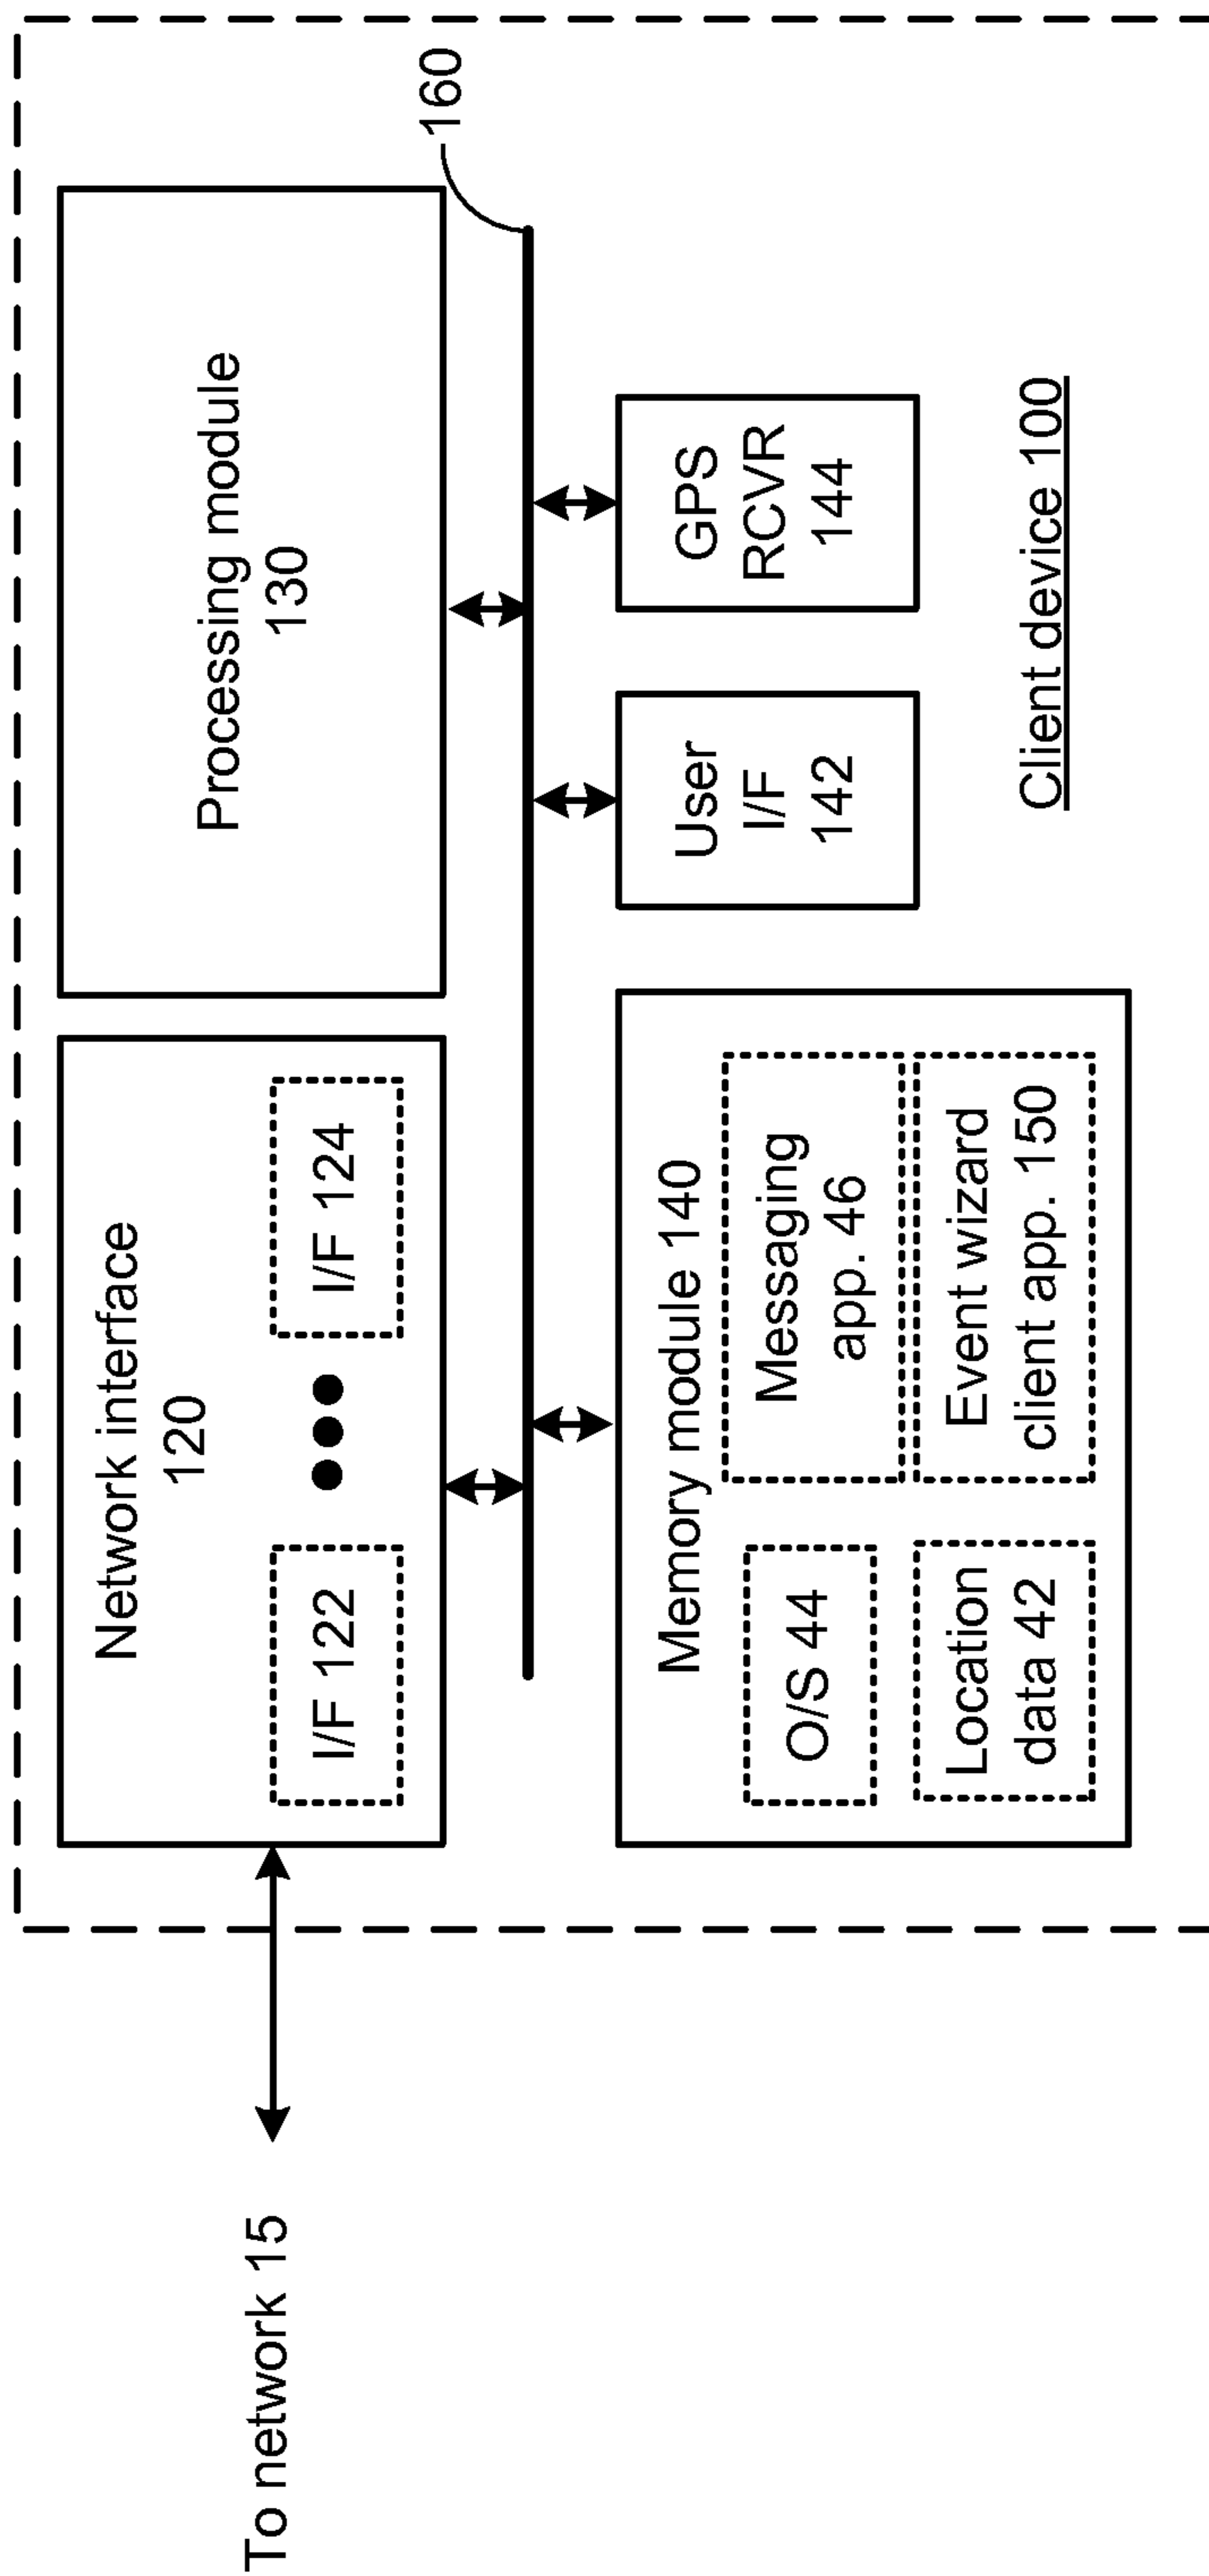 To network 15
Network interface
120
I/F 122
I/F 124
Processing module
130
160
Memory module 140
O/S 44
Messaging
app. 46
Location
data 42
Event wizard
client app. 150
User
I/F
142
GPS
RCVR
144
Client device 100